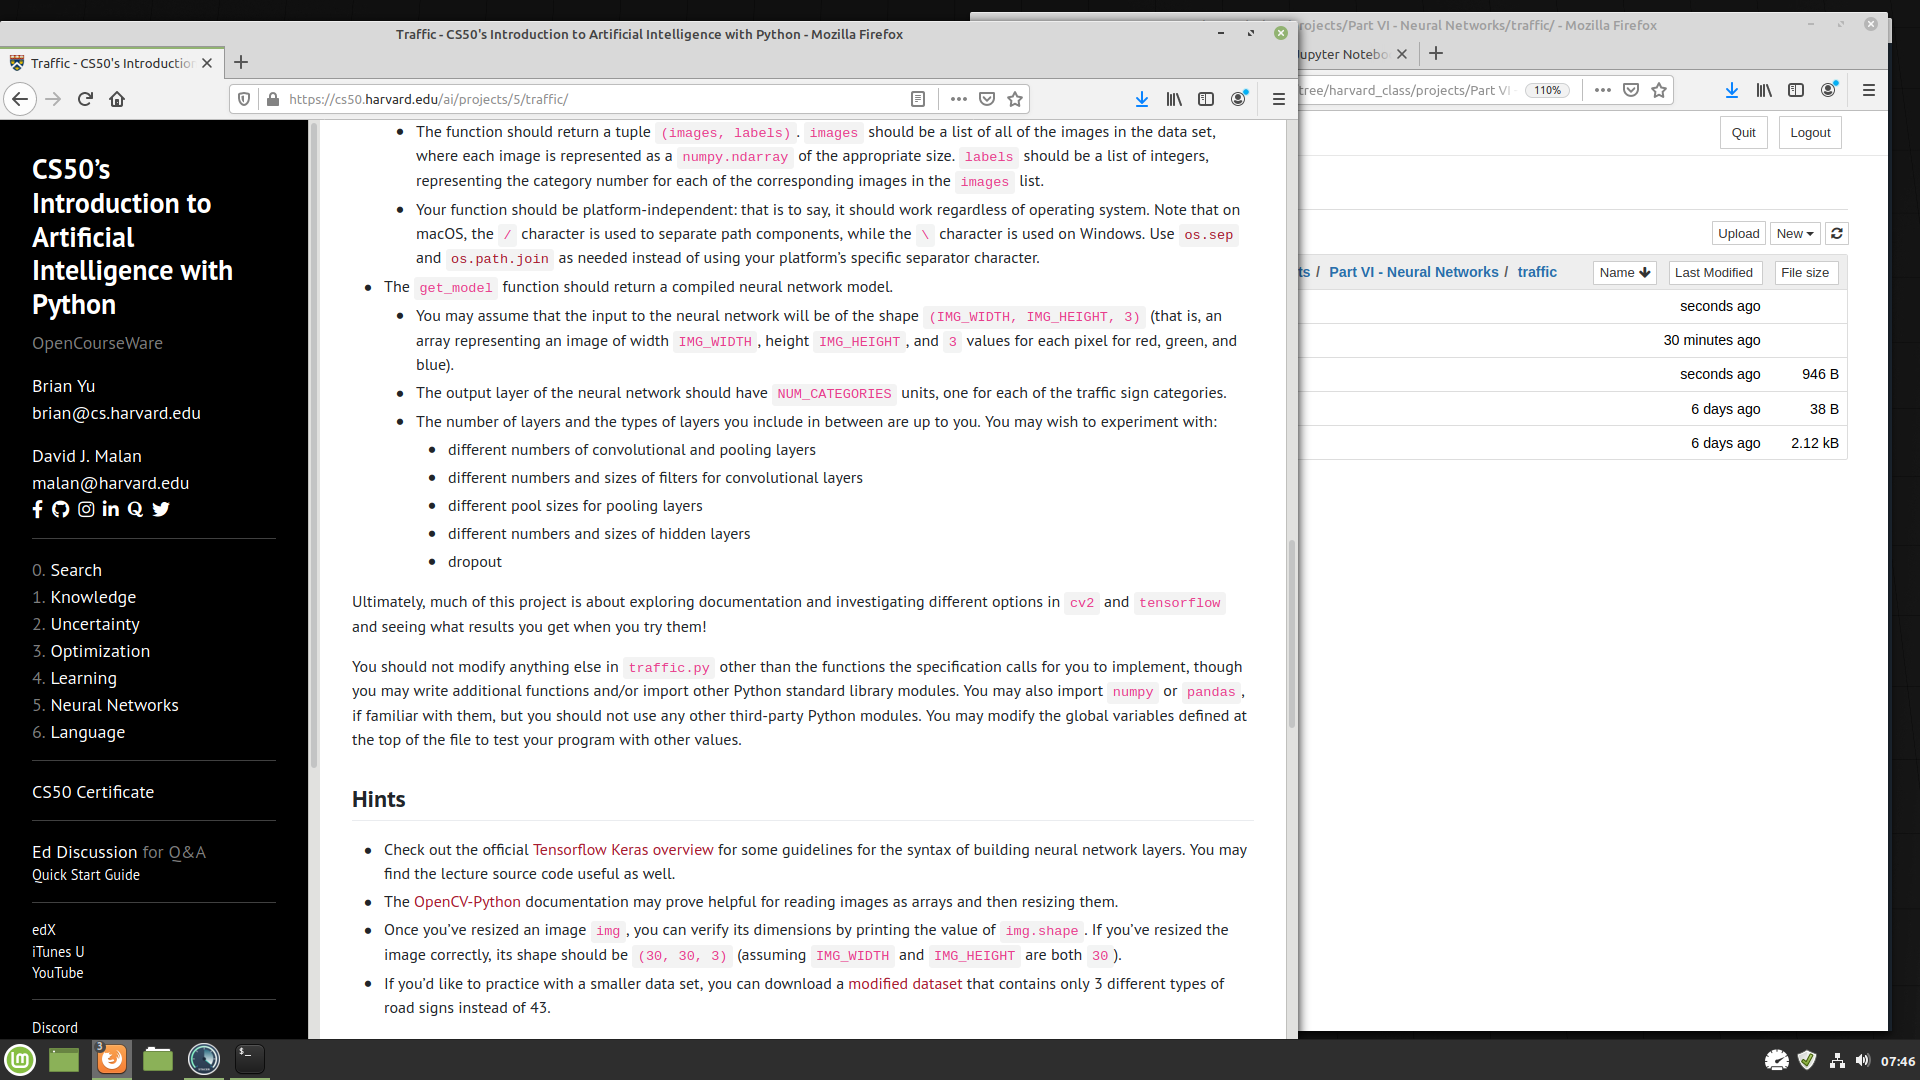 Traffic - CS50's Introduction to Artificial Intelligence with Python - Mozilla Firefox
Traffic - CS50's Introduction
https://cs50.harvard.edu/ai/projects/5/traffic/
CS50’s
Introduction to
Artificial
Intelligence with
Python
OpenCourseWare
Brian Yu
brian@cs.harvard.edu
David J. Malan
malan@harvard.edu
0. Search
1. Knowledge
2. Uncertainty
3. Optimization
4. Learning
5. Neural Networks
6. Language
CS50 Certificate
Ed Discussion for Q&A
Quick Start Guide
edX
iTunes U
YouTube
Discord
The function should return a tuple (images, labels) . images should be a list of all of the images in the data set,
where each image is represented as a numpy.ndarray of the appropriate size. labels should be a list of integers,
representing the category number for each of the corresponding images in the images list.
Your function should be platform-independent: that is to say, it should work regardless of operating system. Note that on
macOS, the / character is used to separate path components, while the \ character is used on Windows. Use os.sep
and os.path.join as needed instead of using your platform’s specific separator character.
The get_model function should return a compiled neural network model.
You may assume that the input to the neural network will be of the shape (IMG_WIDTH, IMG_HEIGHT, 3) (that is, an
array representing an image of width IMG_WIDTH , height IMG_HEIGHT , and 3 values for each pixel for red, green, and
blue).
The output layer of the neural network should have NUM_CATEGORIES units, one for each of the traffic sign categories.
The number of layers and the types of layers you include in between are up to you. You may wish to experiment with:
different numbers of convolutional and pooling layers
different numbers and sizes of filters for convolutional layers
different pool sizes for pooling layers
different numbers and sizes of hidden layers
dropout
Ultimately, much of this project is about exploring documentation and investigating different options in cv2 and tensorflow
and seeing what results you get when you try them!
You should not modify anything else in traffic.py other than the functions the specification calls for you to implement, though
you may write additional functions and/or import other Python standard library modules. You may also import numpy or pandas ,
if familiar with them, but you should not use any other third-party Python modules. You may modify the global variables defined at
the top of the file to test your program with other values.
Hints
Check out the official Tensorflow Keras overview for some guidelines for the syntax of building neural network layers. You may
find the lecture source code useful as well.
The OpenCV-Python documentation may prove helpful for reading images as arrays and then resizing them.
Once you’ve resized an image img , you can verify its dimensions by printing the value of img.shape . If you’ve resized the
image correctly, its shape should be (30, 30, 3) (assuming IMG_WIDTH and IMG_HEIGHT are both 30 ).
If you’d like to practice with a smaller data set, you can download a modified dataset that contains only 3 different types of
road signs instead of 43.
rojects/Part VI - Neural Networks/traffic/ - Mozilla Firefox
upyter Notebo
tree/harvard_class/projects/Part VI 110%
Quit Logout
Upload New
ts / Part VI - Neural Networks / traffic Name Last Modified File size
seconds ago
30 minutes ago
seconds ago 946 B
6 days ago 38 B
6 days ago 2.12 kB
3
07:46